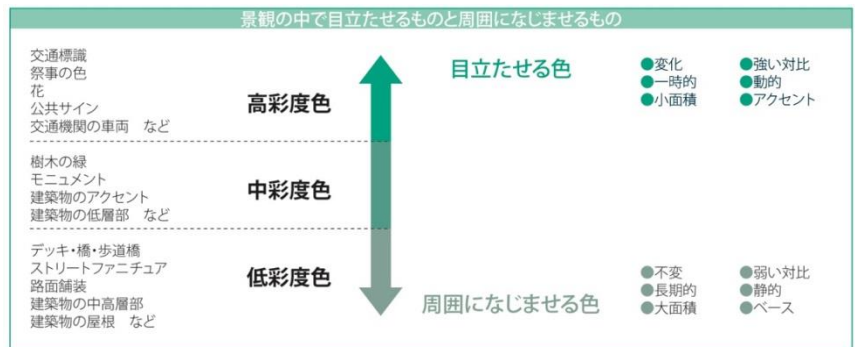 景観の中で目立たせるものと周囲になじませるもの
交通標識
祭事の色
花
公共サイン
交通機関の車両　など
高彩度色
目立たせる色
●変化
●一時的
●小面積
●強い対比
●動的
●アクセント
樹木の緑
モニュメント
建築物のアクセント
建築物の低層部　など
中彩度色
デッキ・橋・歩道橋
ストリートファニチュア
路面舗装
建築物の中高層部
建築物の屋根　など
低彩度色
周囲になじませる色
●不変
●長期的
●大面積
●弱い対比
●静的
●ベース